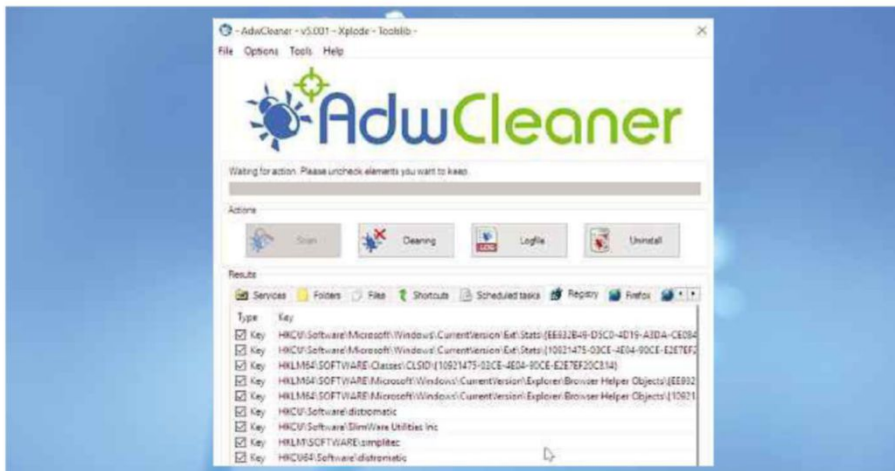 - AdwCleaner - v5.001 - Xplode - Toolslib -
File Options Tools Help
AdwCleaner
Waiting for action. Please uncheck elements you want to keep.
Actions
Scan Cleaning Logfile Uninstall
LOG
Results
Services Folders Files Shortcuts Scheduled tasks Registry Firefox
Type Key
Key HKCU\Software\Microsoft\Windows\CurrentVersion\Ext\Stats\{EE932B49-D5C0-4D19-A3DA-CE084
Key HKCU\Software\Microsoft\Windows\CurrentVersion\Ext\Stats\{10921475-03CE-4E04-90CE-E2E7EF2
Key HKLM64\SOFTWARE\Classes\CLSID\{10921475-03CE-4E04-90CE-E2E7EF20C314}
Key HKLM64\SOFTWARE\Microsoft\Windows\CurrentVersion\Explorer\Browser Helper Objects\{EE932
Key HKLM64\SOFTWARE\Microsoft\Windows\CurrentVersion\Explorer\Browser Helper Objects\{10921
Key HKCU\Software\distromatic
Key HKCU\Software\SlimWare Utilities Inc
Key HKLM\SOFTWARE\simplitec
Key HKCU64\Software\distromatic